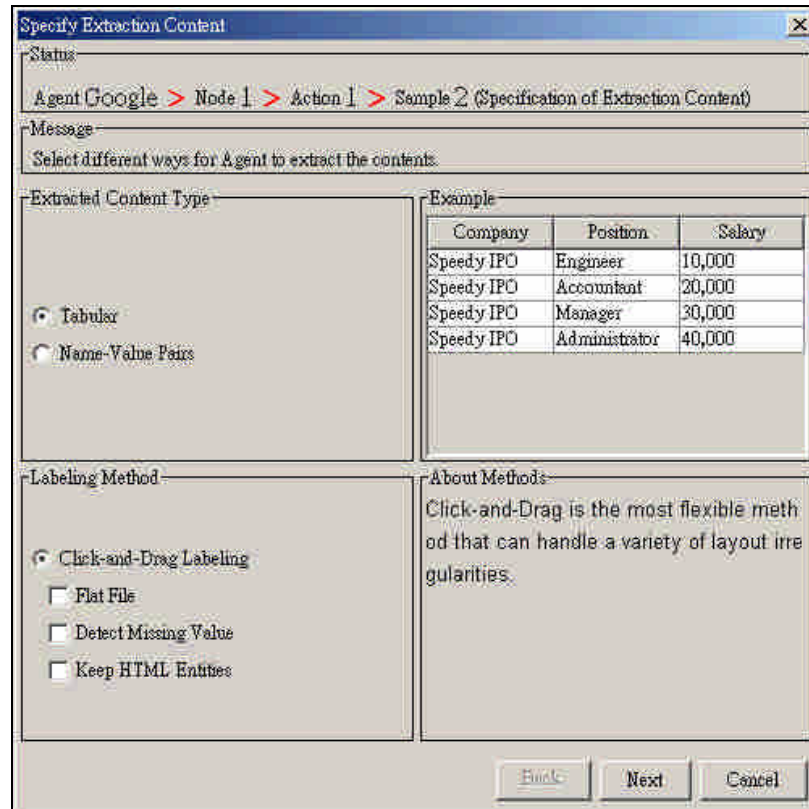 Specify Extraction Content
Status
Agent Google > Node 1 > Action 1 > Sample 2 (Specification of Extraction Content)
Message
Select different ways for Agent to extract the contents.
Extracted Content Type
Tabular
Name-Value Pairs
Example
Company Position Salary
Speedy IPO Engineer 10,000
Speedy IPO Accountant 20,000
Speedy IPO Manager 30,000
Speedy IPO Administrator 40,000
Labeling Method
Click-and-Drag Labeling
Flat File
Detect Missing Value
Keep HTML Entities
About Methods
Click-and-Drag is the most flexible meth
od that can handle a variety of layout irre
gularities.
Back Next Cancel